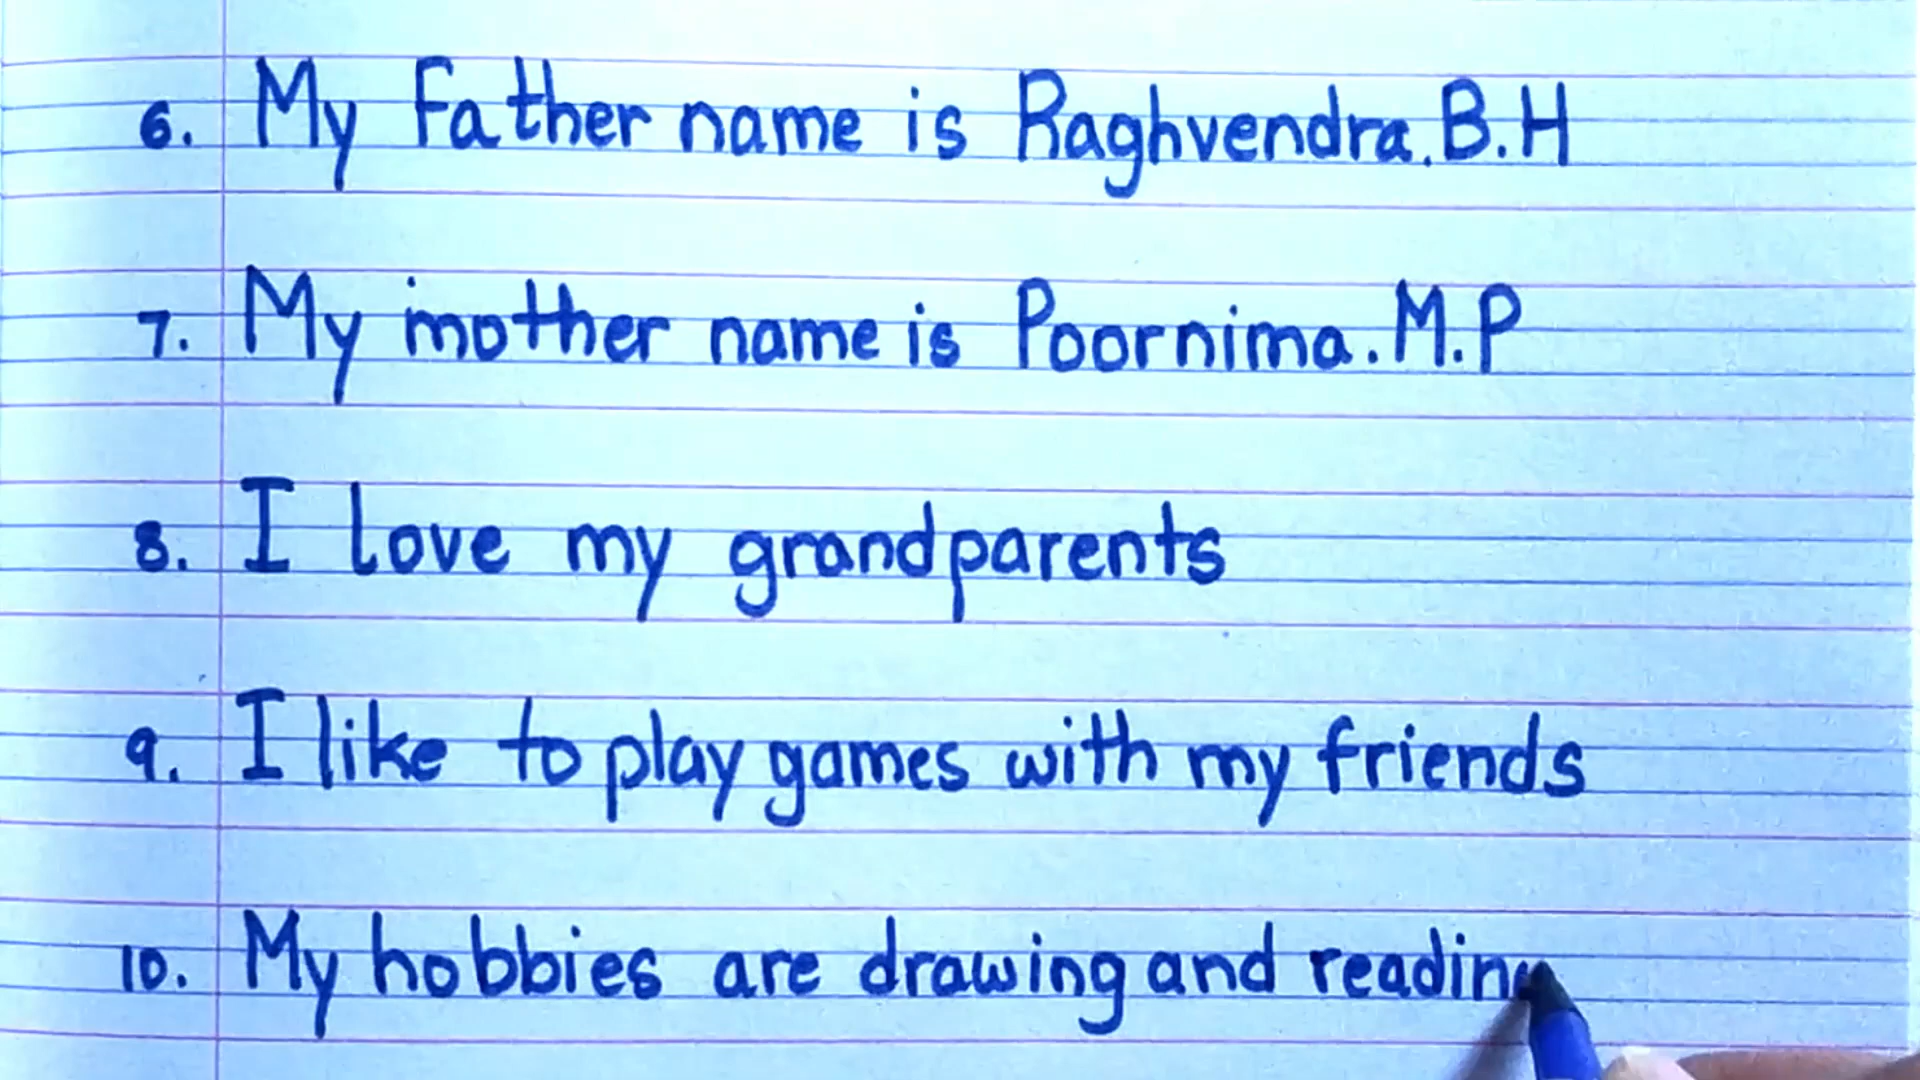 6. My Father name is Raghvendra.B.H
7. My mother name is Poornima.M.P
8. I love my grandparents
9. I like to play games with my friends
10. My hobbies are drawing and